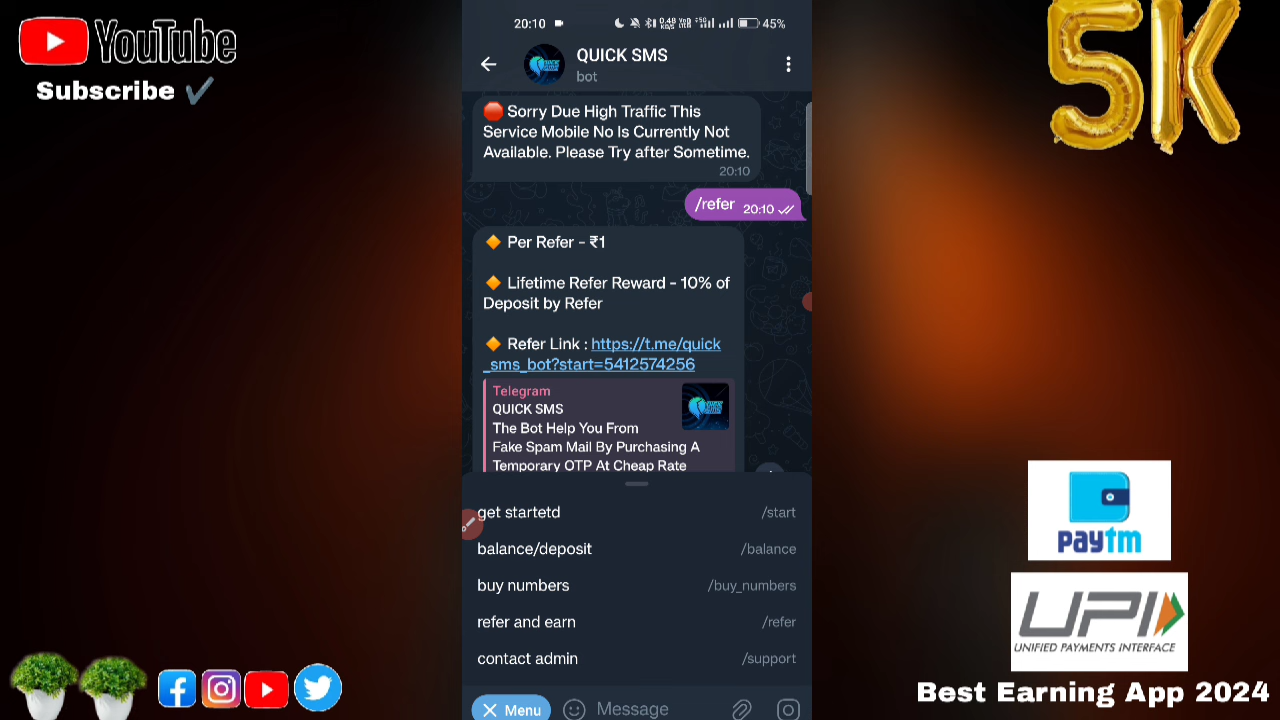 YouTube
Subscribe ✔
5K
20:10
0.48 KB/S
45%
QUICK SMS
bot
🛑 Sorry Due High Traffic This
Service Mobile No Is Currently Not
Available. Please Try after Sometime.
20:10
/refer 20:10
🔸 Per Refer - ₹1
🔸 Lifetime Refer Reward - 10% of
Deposit by Refer
🔸 Refer Link : https://t.me/quick
_sms_bot?start=5412574256
Telegram
QUICK SMS
The Bot Help You From
Fake Spam Mail By Purchasing A
Temporary OTP At Cheap Rate
get startetd /start
balance/deposit /balance
buy numbers /buy_numbers
refer and earn /refer
contact admin /support
Menu Message
paytm
UPI
UNIFIED PAYMENTS INTERFACE
Best Earning App 2024